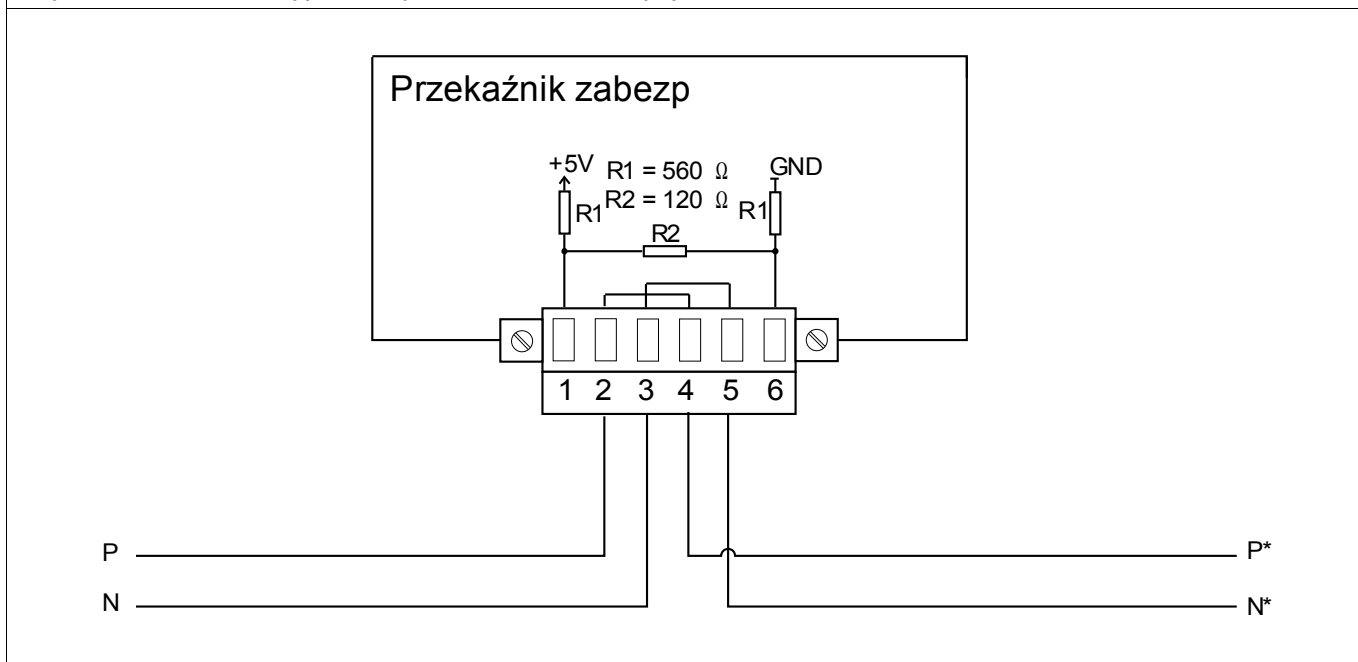 Przekaźnik zabezp
+5V R1 = 560 Ω GND
R2 = 120 Ω
R1 R1
R2
1 2 3 4 5 6
P P*
N N*